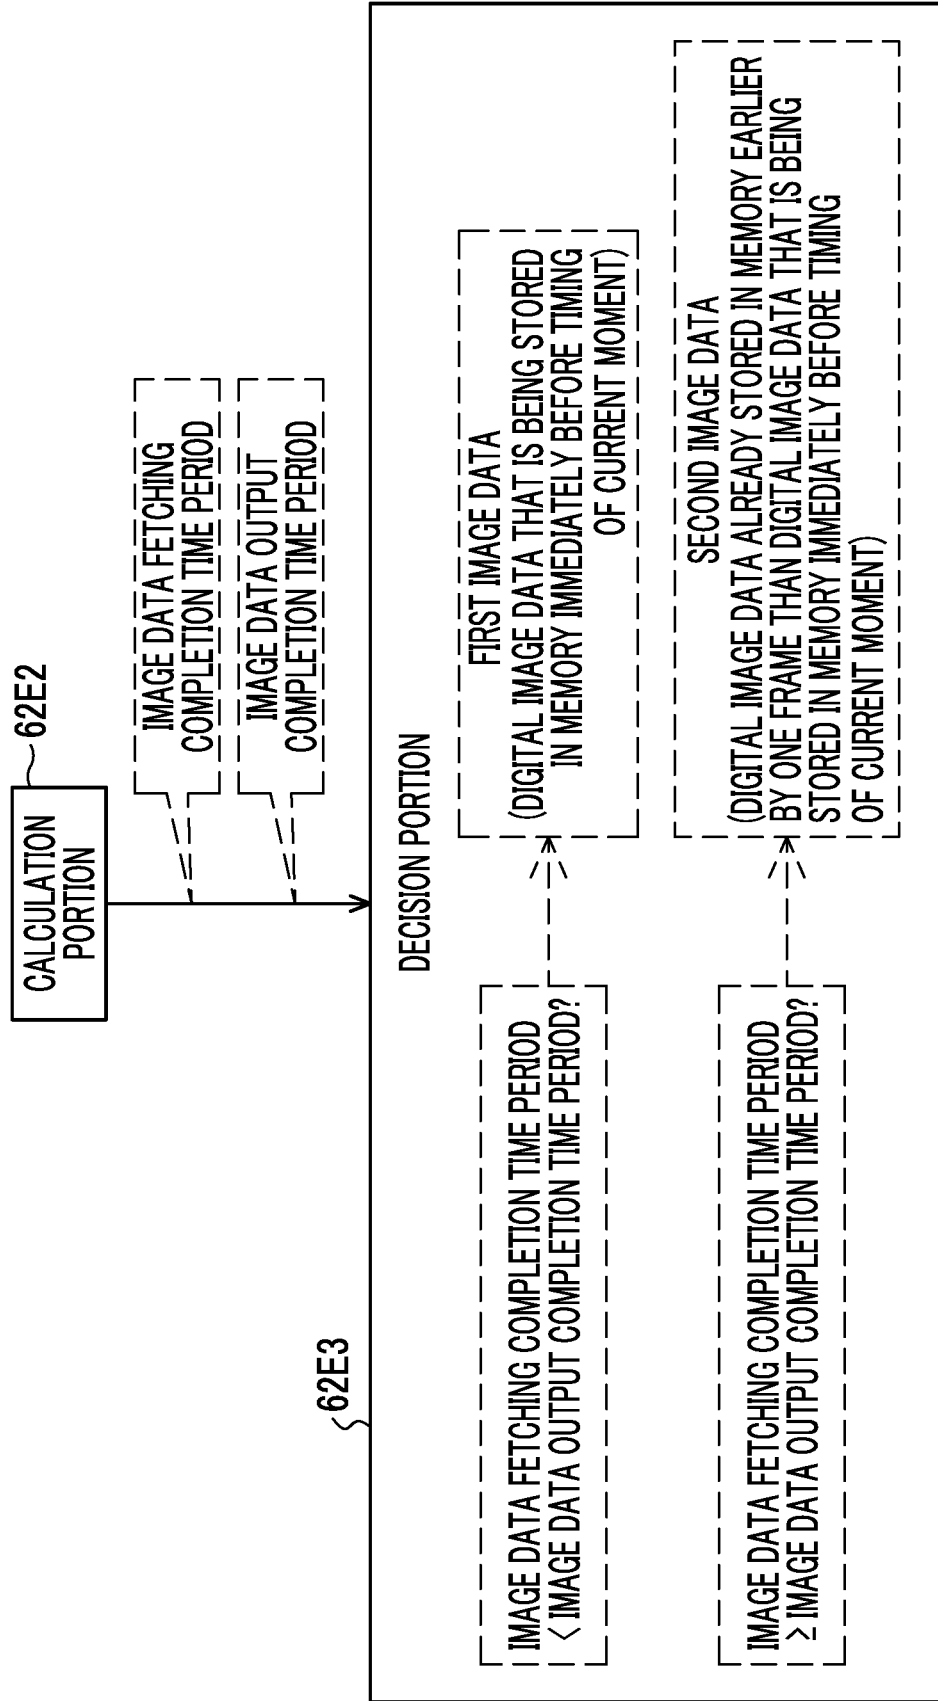 62E2
CALCULATION
PORTION
IMAGE DATA FETCHING
COMPLETION TIME PERIOD
IMAGE DATA OUTPUT
COMPLETION TIME PERIOD
62E3
DECISION PORTION
IMAGE DATA FETCHING COMPLETION TIME PERIOD
< IMAGE DATA OUTPUT COMPLETION TIME PERIOD?
FIRST IMAGE DATA
(DIGITAL IMAGE DATA THAT IS BEING STORED
IN MEMORY IMMEDIATELY BEFORE TIMING
OF CURRENT MOMENT)
IMAGE DATA FETCHING COMPLETION TIME PERIOD
≥ IMAGE DATA OUTPUT COMPLETION TIME PERIOD?
SECOND IMAGE DATA
(DIGITAL IMAGE DATA ALREADY STORED IN MEMORY EARLIER
BY ONE FRAME THAN DIGITAL IMAGE DATA THAT IS BEING
STORED IN MEMORY IMMEDIATELY BEFORE TIMING
OF CURRENT MOMENT)